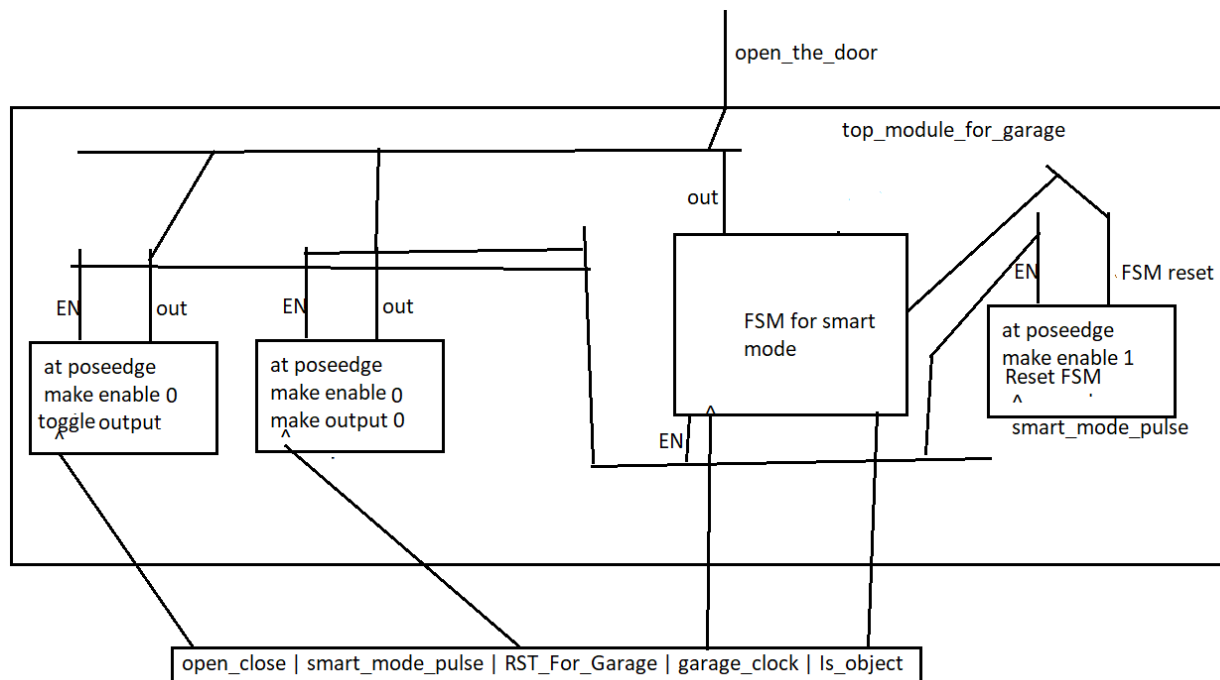 open_the_door
top_module_for_garage
out
EN
FSM reset
EN
out
EN
out
FSM for smart
mode
at poseedge
make enable 1
Reset FSM
^
smart_mode_pulse
at poseedge
make enable 0
toggle output
^
at poseedge
make enable 0
make output 0
^
^
EN
open_close | smart_mode_pulse | RST_For_Garage | garage_clock | Is_object